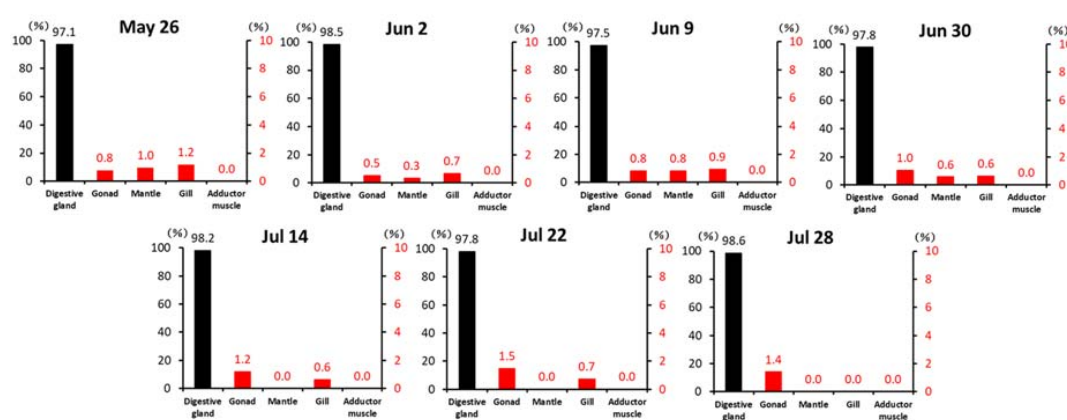 May 26
(%) 97.1 (%)
100 10
80 8
60 6
40 4
20 2
0 0
0.8 1.0 1.2 0.0
Digestive gland Gonad Mantle Gill Adductor muscle
Jun 2
(%) 98.5 (%)
100 10
80 8
60 6
40 4
20 2
0 0
0.5 0.3 0.7 0.0
Digestive gland Gonad Mantle Gill Adductor muscle
Jun 9
(%) 97.5 (%)
100 10
80 8
60 6
40 4
20 2
0 0
0.8 0.8 0.9 0.0
Digestive gland Gonad Mantle Gill Adductor muscle
Jun 30
(%) 97.8 (%)
100 10
80 8
60 6
40 4
20 2
0 0
1.0 0.6 0.6 0.0
Digestive gland Gonad Mantle Gill Adductor muscle
Jul 14
(%) 98.2 (%)
100 10
80 8
60 6
40 4
20 2
0 0
1.2 0.0 0.6 0.0
Digestive gland Gonad Mantle Gill Adductor muscle
Jul 22
(%) 97.8 (%)
100 10
80 8
60 6
40 4
20 2
0 0
1.5 0.0 0.7 0.0
Digestive gland Gonad Mantle Gill Adductor muscle
Jul 28
(%) 98.6 (%)
100 10
80 8
60 6
40 4
20 2
0 0
1.4 0.0 0.0 0.0
Digestive gland Gonad Mantle Gill Adductor muscle